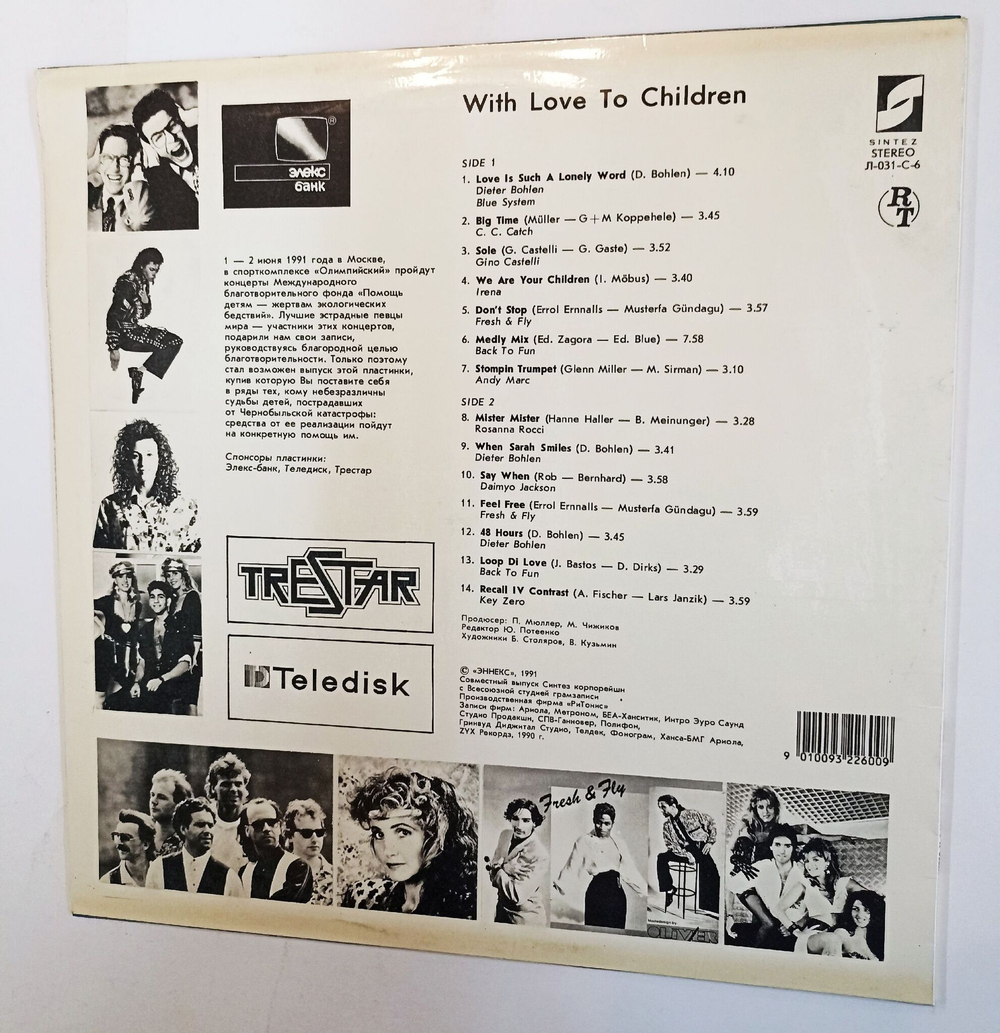 With Love To Children
SINTEZ
STEREO
Л-031-С-6
RT
элекс
банк
®
1 — 2 июня 1991 года в Москве,
в спорткомплексе «Олимпийский» пройдут
концерты Международного
благотворительного фонда «Помощь
детям — жертвам экологических
бедствий». Лучшие эстрадные певцы
мира — участники этих концертов,
подарили нам свои записи,
руководствуясь благородной целью
благотворительности. Только поэтому
стал возможен выпуск этой пластинки,
купив которую Вы поставите себя
в ряды тех, кому небезразличны
судьбы детей, пострадавших
от Чернобыльской катастрофы:
средства от ее реализации пойдут
на конкретную помощь им.
Спонсоры пластинки:
Элекс-банк, Теледиск, Трестар
TRESTAR
Teledisk
SIDE 1
1. Love Is Such A Lonely Word (D. Bohlen) — 4.10
Dieter Bohlen
Blue System
2. Big Time (Müller — G+M Koppehele) — 3.45
C. C. Catch
3. Sole (G. Castelli — G. Gaste) — 3.52
Gino Castelli
4. We Are Your Children (I. Möbus) — 3.40
Irena
5. Don't Stop (Errol Ernnalls — Musterfa Gündagu) — 3.57
Fresh & Fly
6. Medly Mix (Ed. Zagora — Ed. Blue) — 7.58
Back To Fun
7. Stompin Trumpet (Glenn Miller — M. Sirman) — 3.10
Andy Marc
SIDE 2
8. Mister Mister (Hanne Haller — B. Meinunger) — 3.28
Rosanna Rocci
9. When Sarah Smiles (D. Bohlen) — 3.41
Dieter Bohlen
10. Say When (Rob — Bernhard) — 3.58
Daimyo Jackson
11. Feel Free (Errol Ernnalls — Musterfa Gündagu) — 3.59
Fresh & Fly
12. 48 Hours (D. Bohlen) — 3.45
Dieter Bohlen
13. Loop Di Love (J. Bastos — D. Dirks) — 3.29
Back To Fun
14. Recall IV Contrast (A. Fischer — Lars Janzik) — 3.59
Key Zero
Продюсер: П. Мюллер, М. Чижиков
Редактор Ю. Потеенко
Художники Б. Столяров, В. Кузьмин
© «ЭННЕКС», 1991
Совместный выпуск Синтез корпорейшн
с Всесоюзной студией грамзаписи
Производственная фирма «РиТонис»
Записи фирм: Ариола, Метроном, БЕА-Ханситик, Интро Эуро Саунд
Студио Продакшн, СПВ-Ганновер, Полифон,
Гринвуд Диджитал Студио, Телдек, Фонограм, Ханса-БМГ Ариола,
ZYX Рекордз, 1990 г.
9 010093 226009
Fresh & Fly